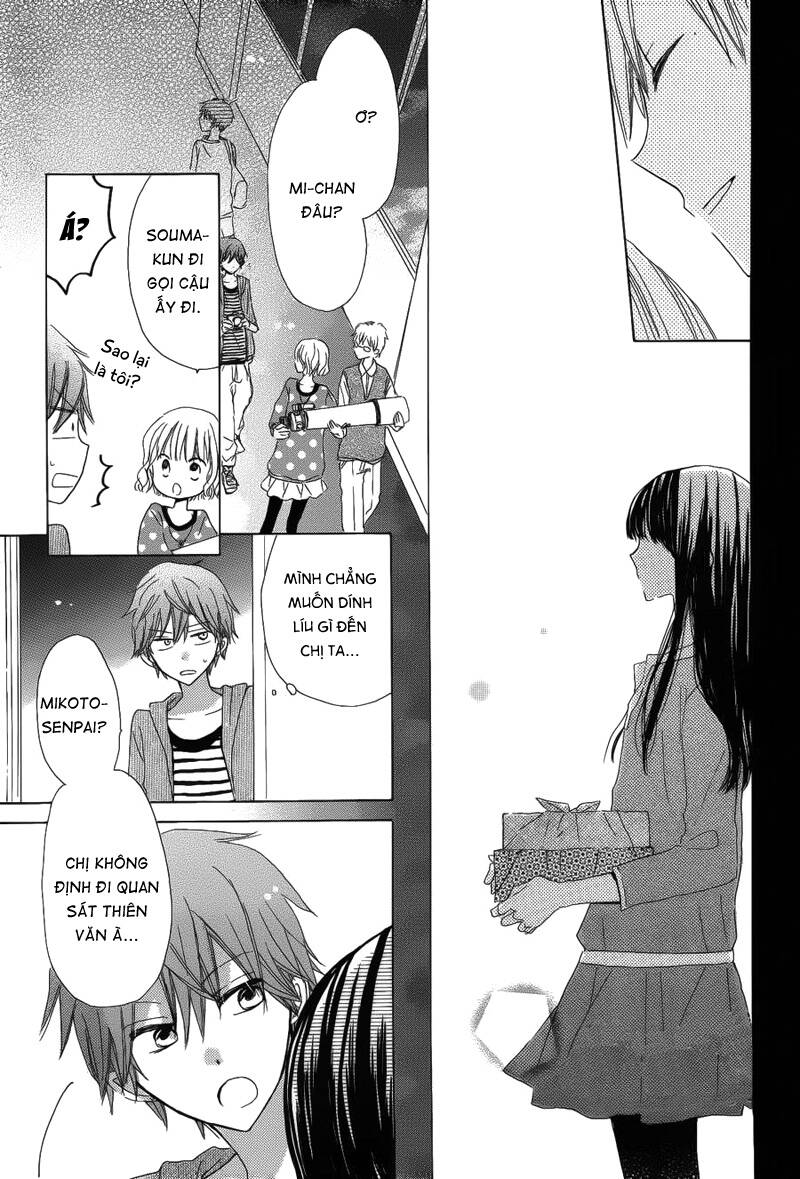 Ơ?
MI-CHAN
ĐÂU?
SOUMA-
KUN ĐI
GỌI CẬU
ẤY ĐI.
Á?
Sao lại
là tôi?
MÌNH CHẲNG
MUỐN DÍNH
LÍU GÌ ĐẾN
CHỊ TA...
MIKOTO-
SENPAI?
CHỊ KHÔNG
ĐỊNH ĐI QUAN
SÁT THIÊN
VĂN À...